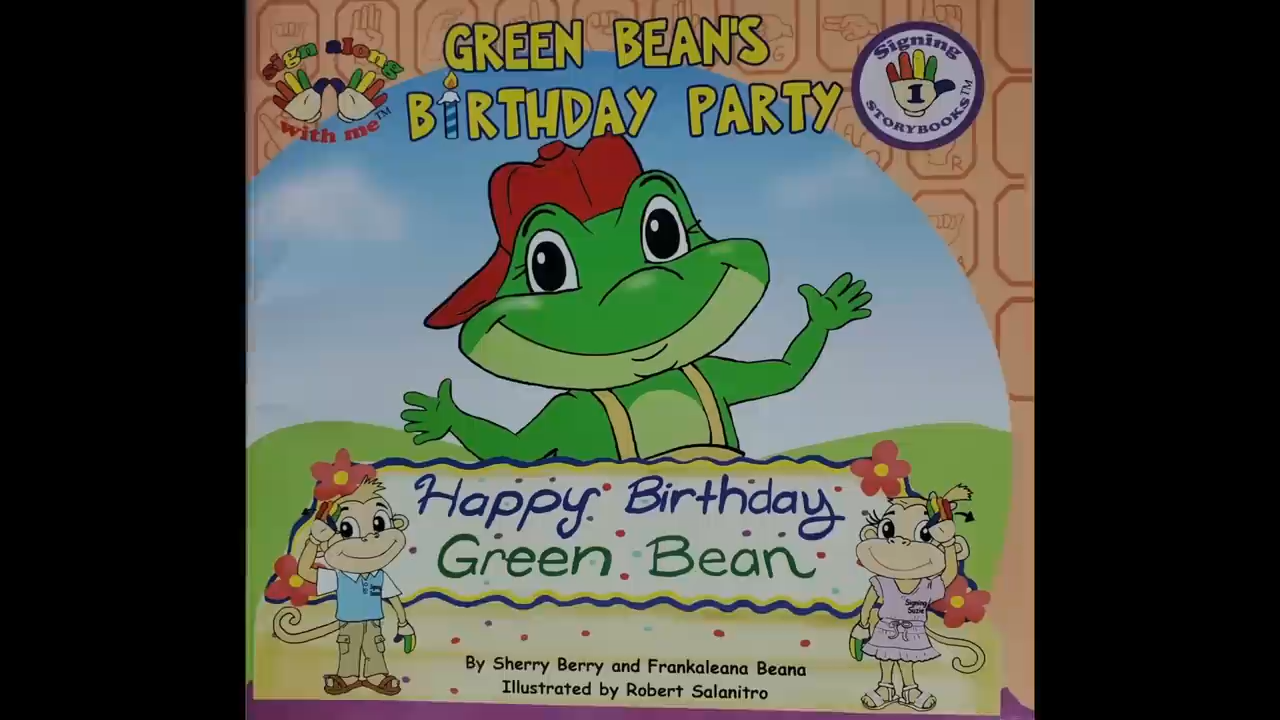 sign along
with me™
GREEN BEAN'S
BIRTHDAY PARTY
Signing
1
STORYBOOKS™
Happy Birthday
Green Bean
Signing
Suzie
By Sherry Berry and Frankaleana Beana
Illustrated by Robert Salanitro